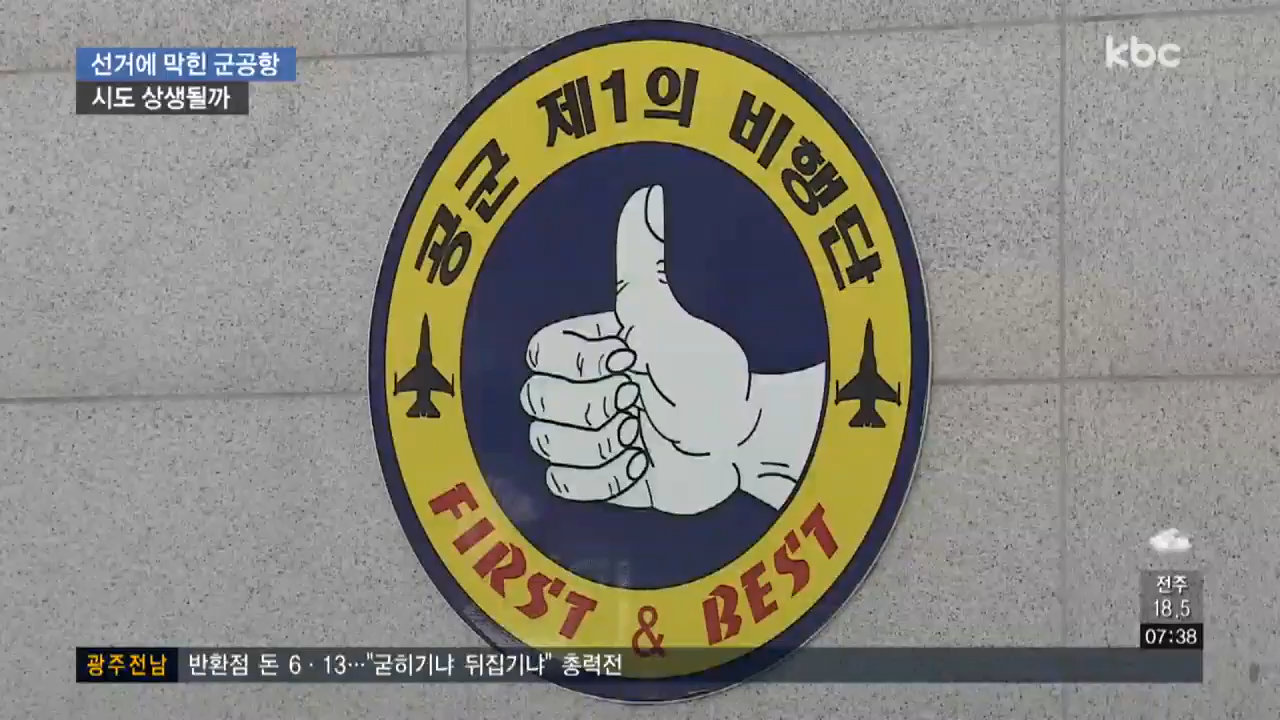 선거에 막힌 군공항
시도 상생될까
kbc
공군 제1의 비행단
FIRST & BEST
전주
18.5
07:38
광주전남 반환점 돈 6·13…"굳히기냐 뒤집기냐" 총력전